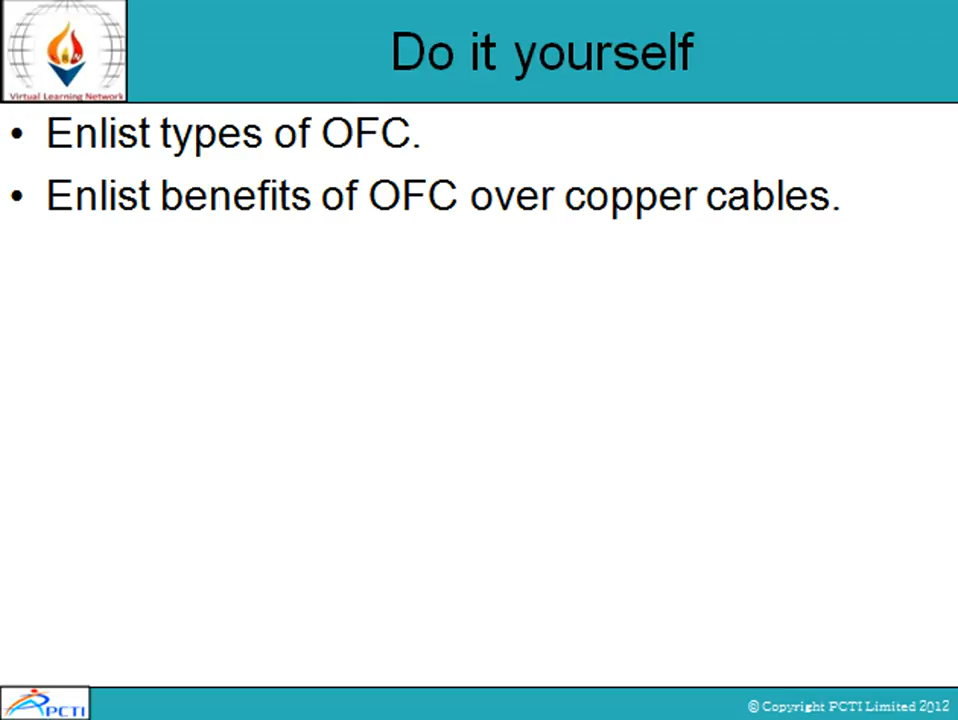 Do it yourself
Virtual Learning Network
• Enlist types of OFC.
• Enlist benefits of OFC over copper cables.
PCTI
© Copyright PCTI Limited 2012